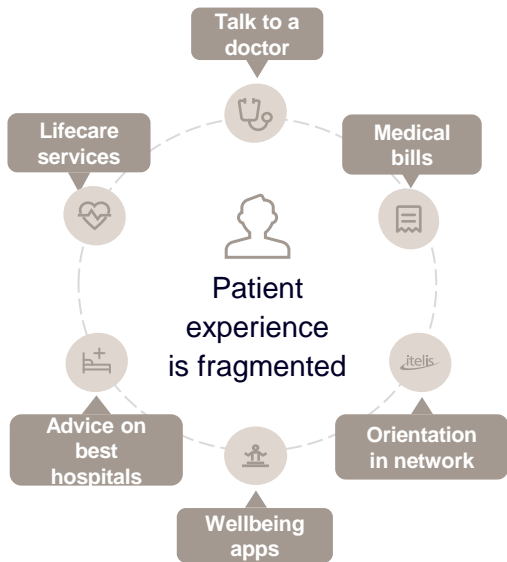 Talk to a
doctor
Lifecare
services
Medical
bills
Patient
experience
is fragmented
itelis
Advice on
best
hospitals
Orientation
in network
Wellbeing
apps